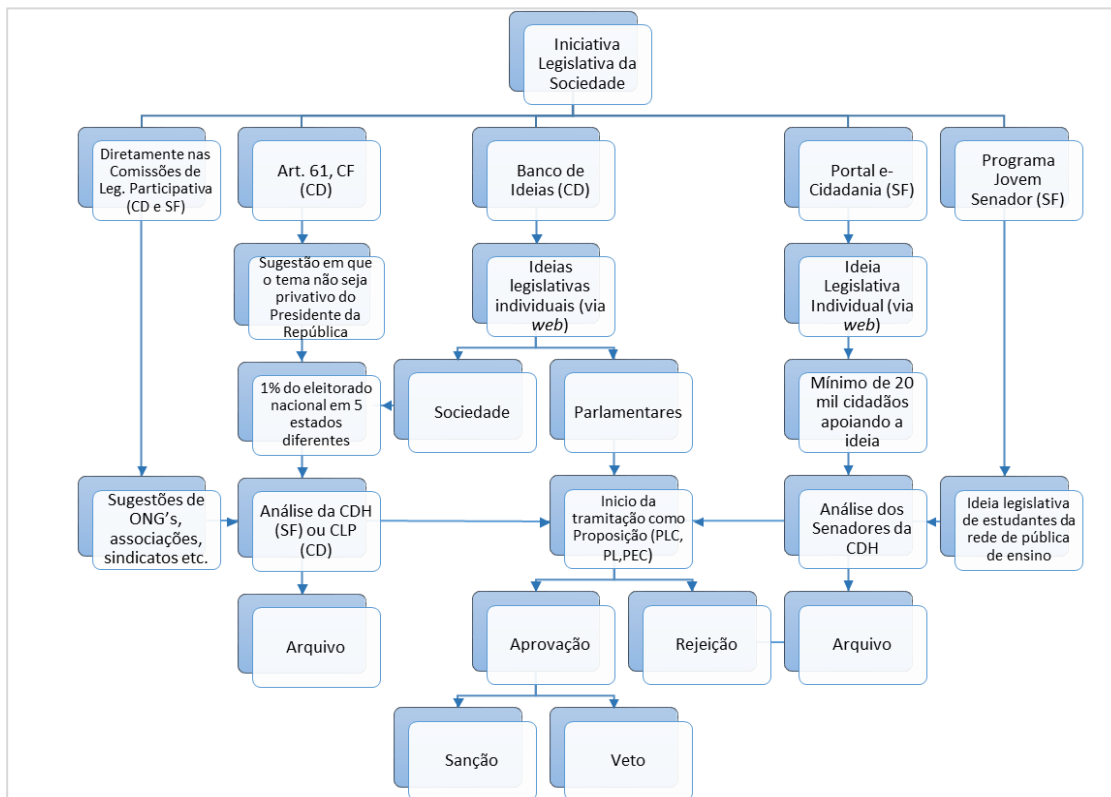 Iniciativa
Legislativa da
Sociedade
Diretamente nas
Comissões de
Leg. Participativa
(CD e SF)
Art. 61, CF
(CD)
Banco de
Ideias (CD)
Portal e-
Cidadania (SF)
Programa
Jovem
Senador (SF)
Sugestão em que
o tema não seja
privativo do
Presidente da
República
Ideias
legislativas
individuais (via
web)
Ideia
Legislativa
Individual (via
web)
1% do eleitorado
nacional em 5
estados
diferentes
Sociedade
Parlamentares
Mínimo de 20
mil cidadãos
apoiando a
ideia
Sugestões de
ONG’s,
associações,
sindicatos etc.
Análise da CDH
(SF) ou CLP
(CD)
Inicio da
tramitação como
Proposição (PLC,
PL,PEC)
Análise dos
Senadores da
CDH
Ideia legislativa
de estudantes da
rede de pública
de ensino
Arquivo
Aprovação
Rejeição
Arquivo
Sanção
Veto